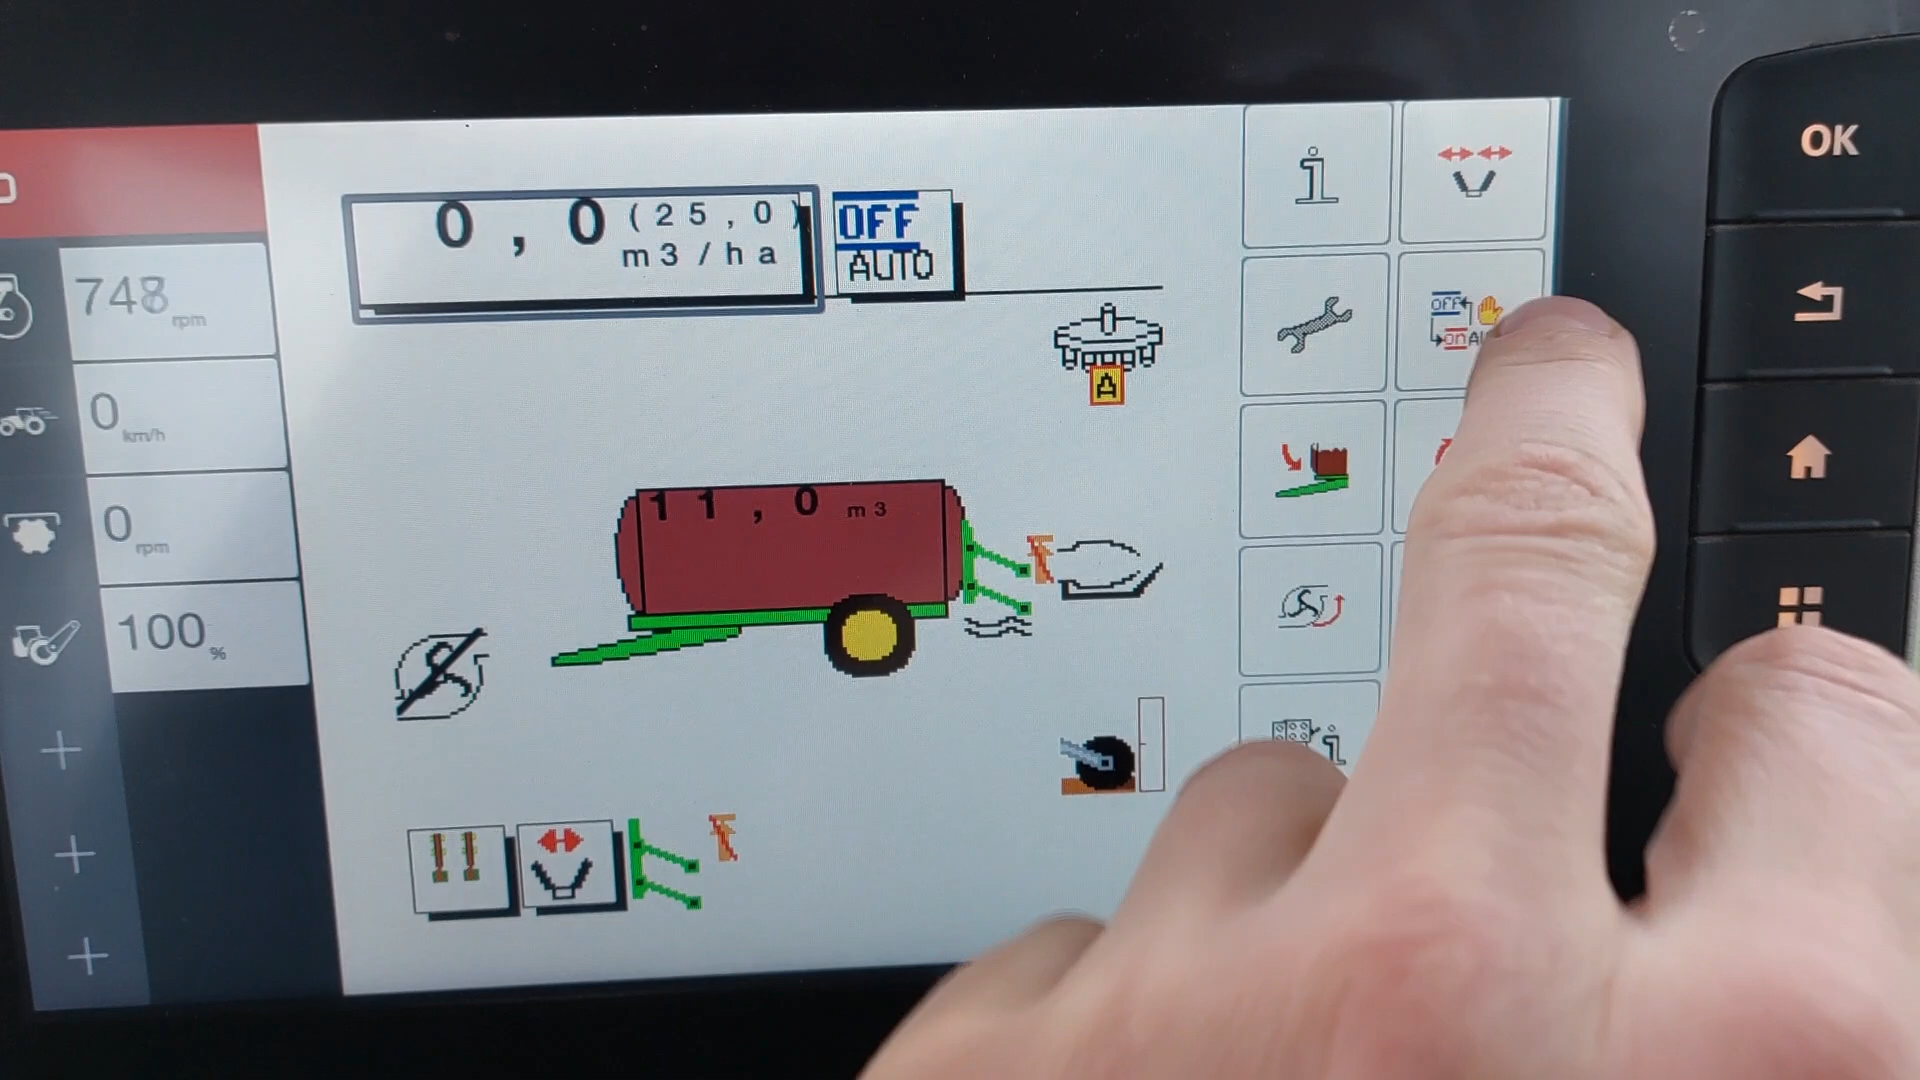 OK
0,0 (25,0)
m3/ha
OFF
AUTO
748 rpm
0 km/h
0 rpm
100 %
A
11,0 m3
i
OFF
on
i